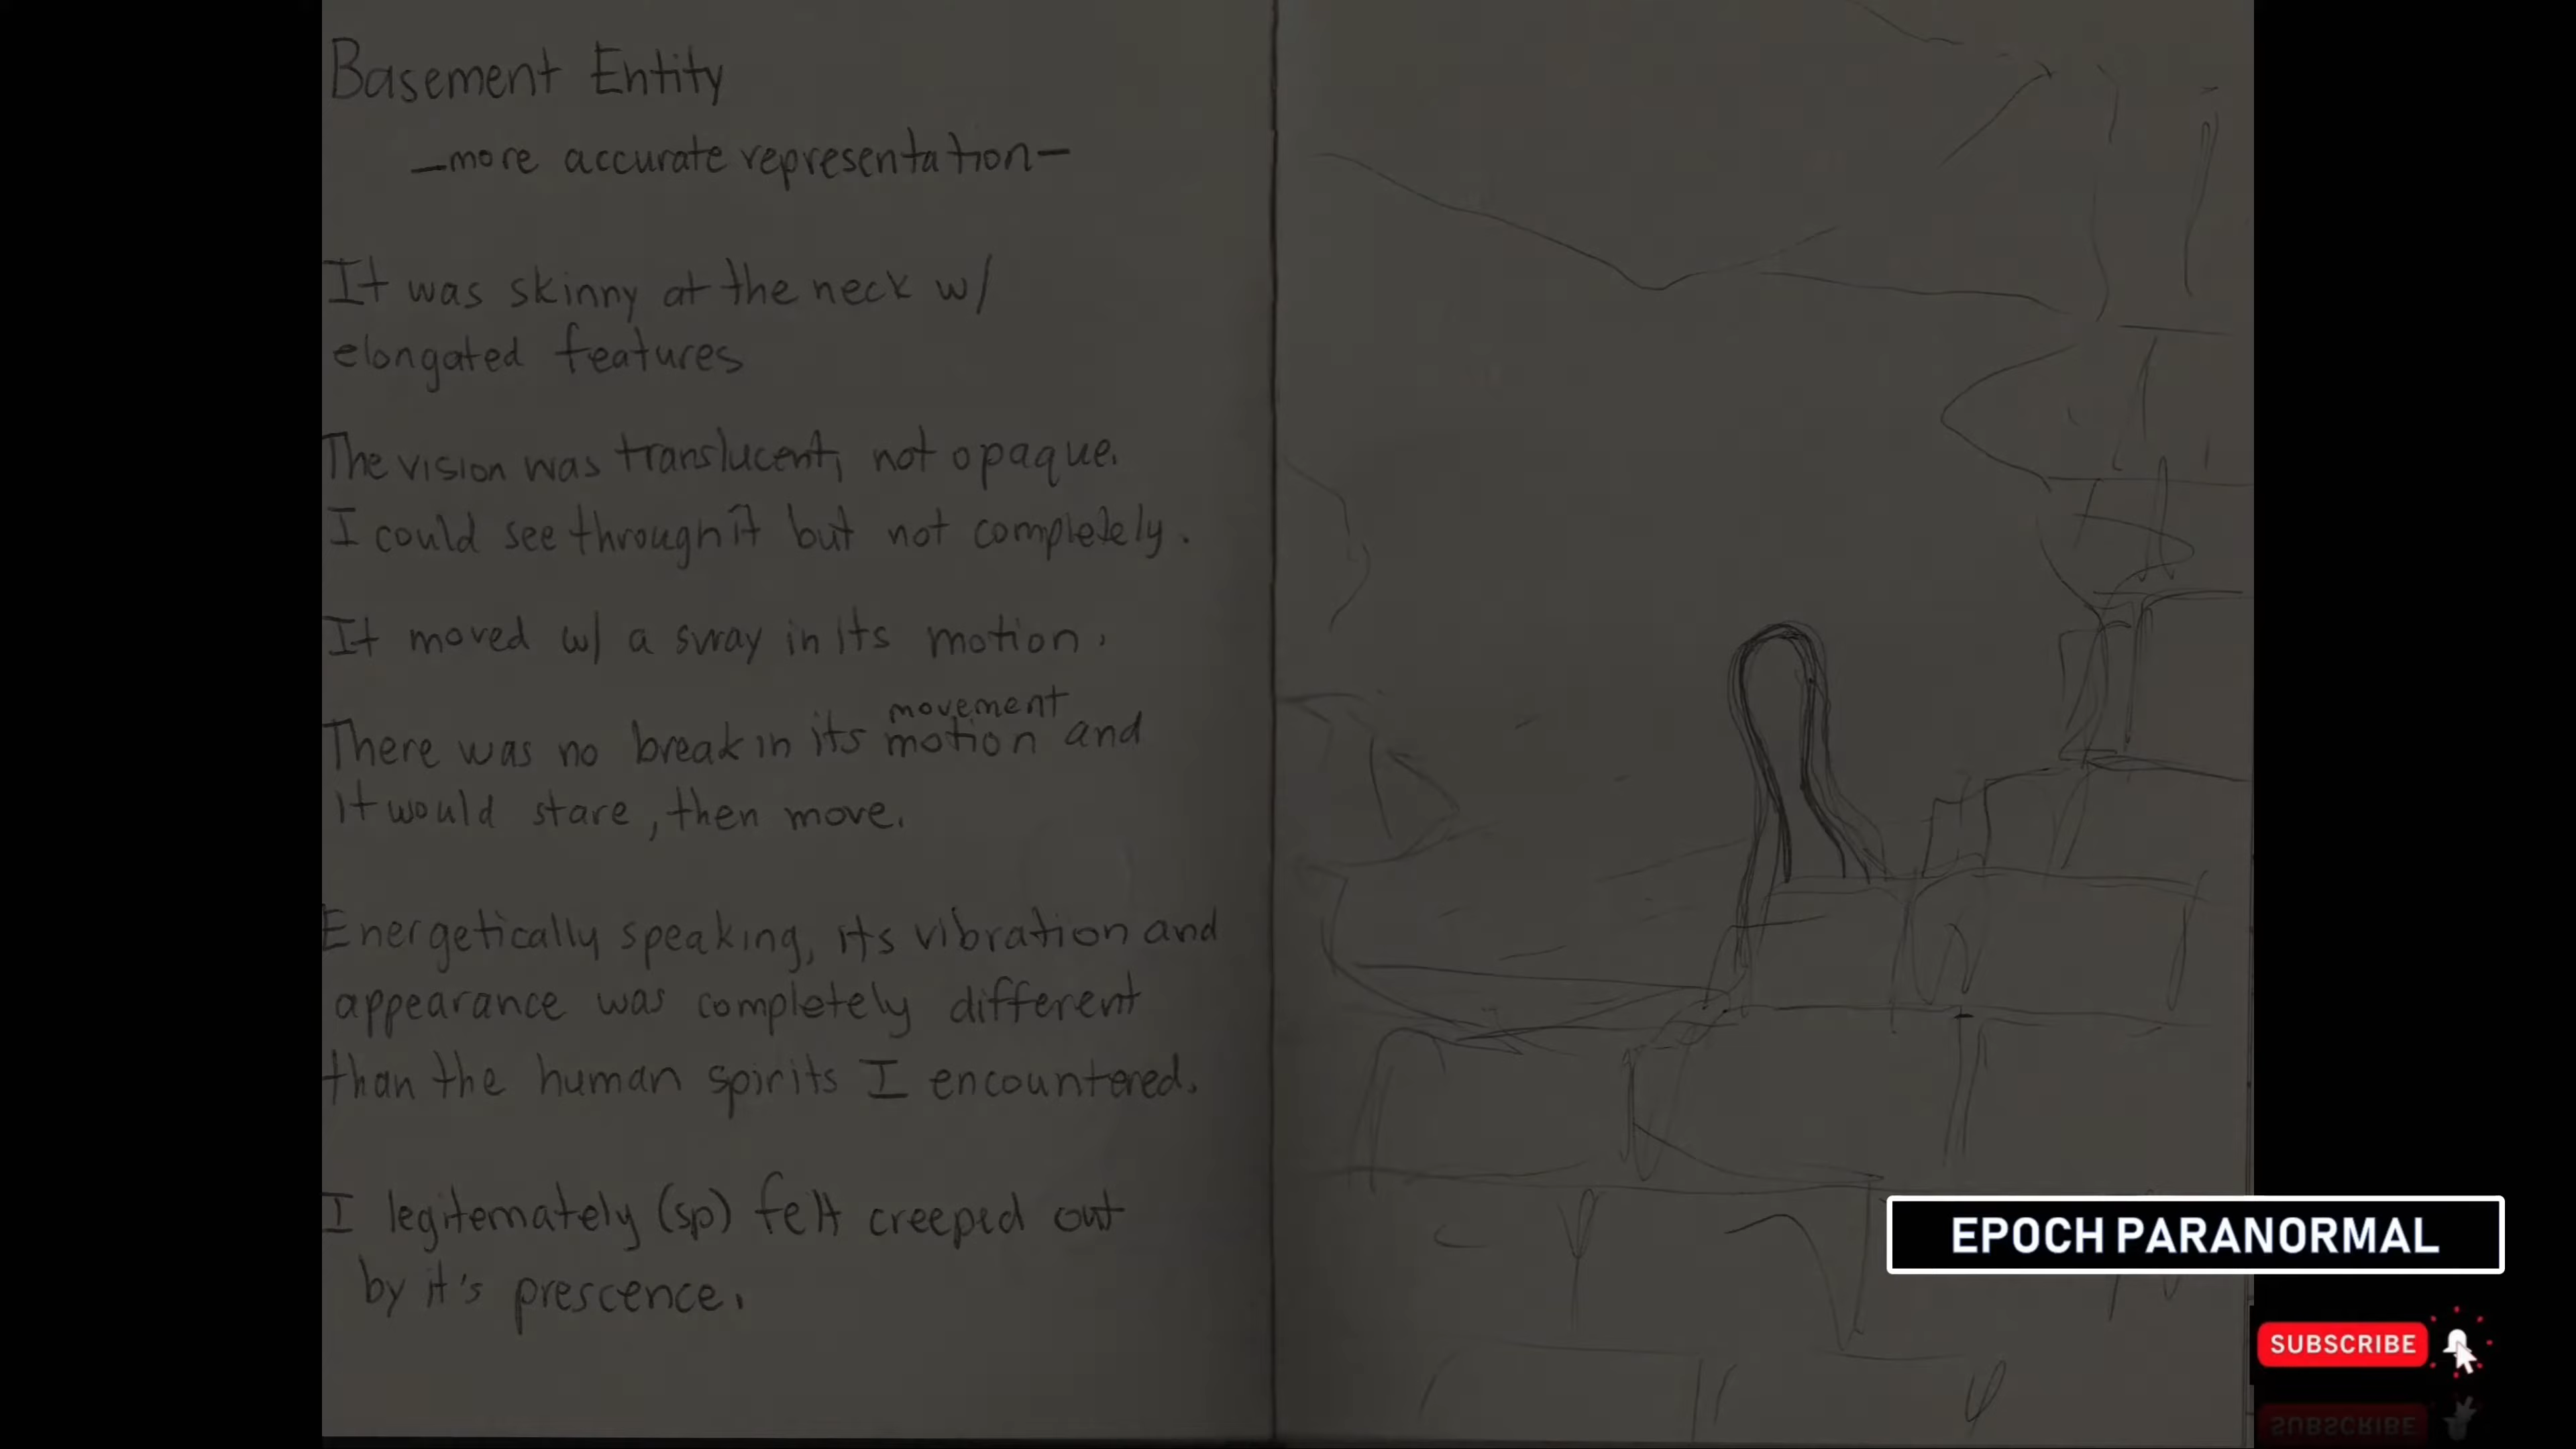 Basement Entity
—more accurate representation—
It was skinny at the neck w/
elongated features
The vision was translucent, not opaque.
I could see through it but not completely.
It moved w/ a sway in its motion.
movement
There was no break in its motion and
it would stare, then move.
Energetically speaking, its vibration and
appearance was completely different
than the human spirits I encountered.
I legitemately (sp) felt creeped out
by it's prescence.
EPOCH PARANORMAL
SUBSCRIBE
SUBSCRIBE